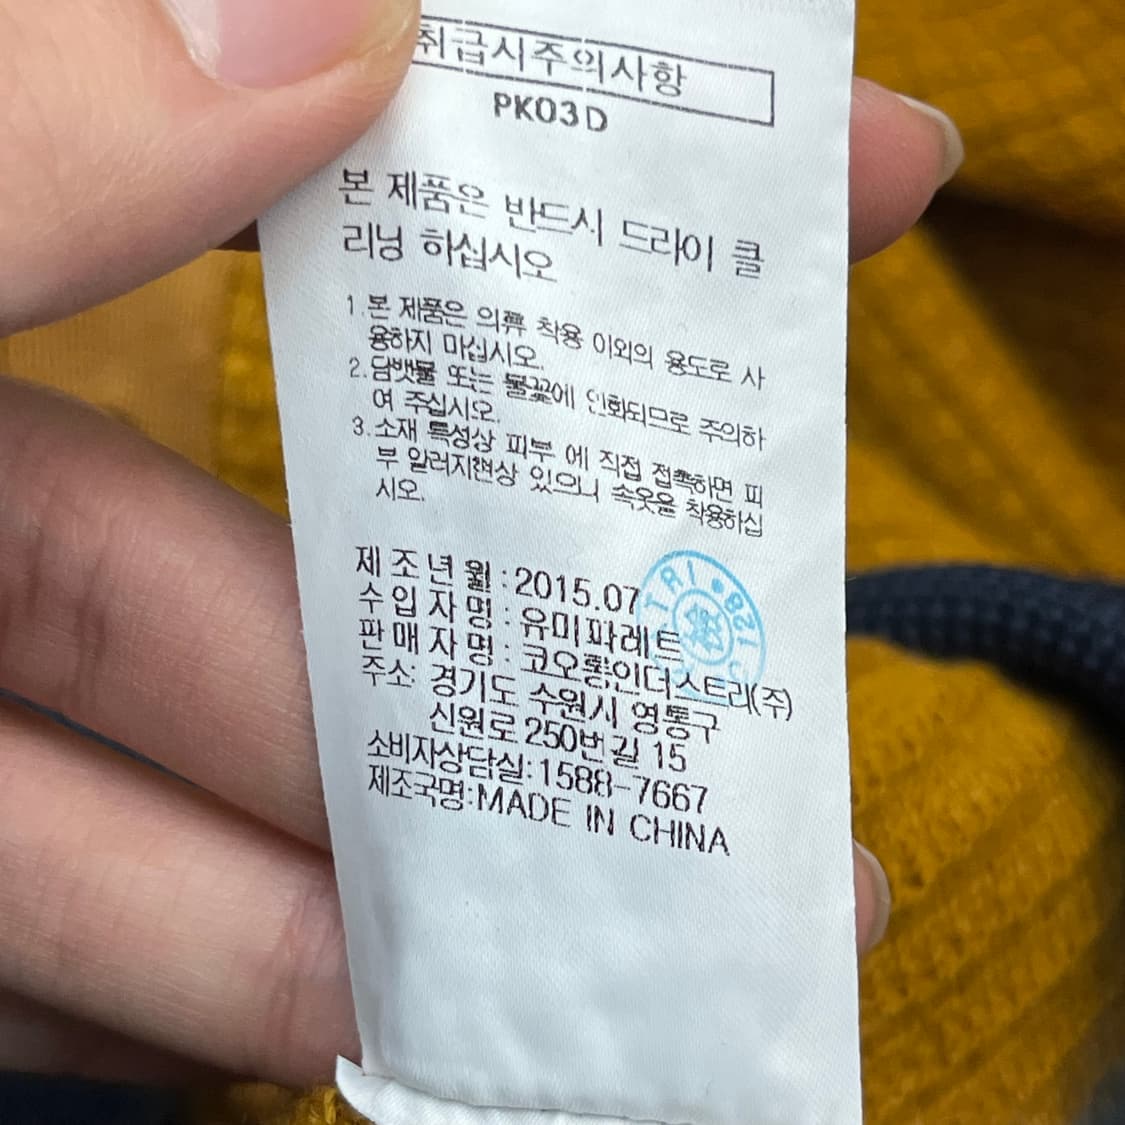 취급시주의사항
PK03D
본 제품은 반드시 드라이 클
리닝 하십시오
1. 본 제품은 의류 착용 이외의 용도로 사
용하지 마십시오.
2. 담뱃불 또는 불꽃에 인화되므로 주의하
여 주십시오.
3. 소재 특성상 피부 에 직접 접촉하면 피
부 알러지현상 있으니 속옷을 착용하십
시오.
제조년월:2015.07
수입자명:유미파레트
판매자명:코오롱인더스트리(주)
주소: 경기도 수원시 영통구
신원로 250번길 15
소비자상담실:1588-7667
제조국명:MADE IN CHINA